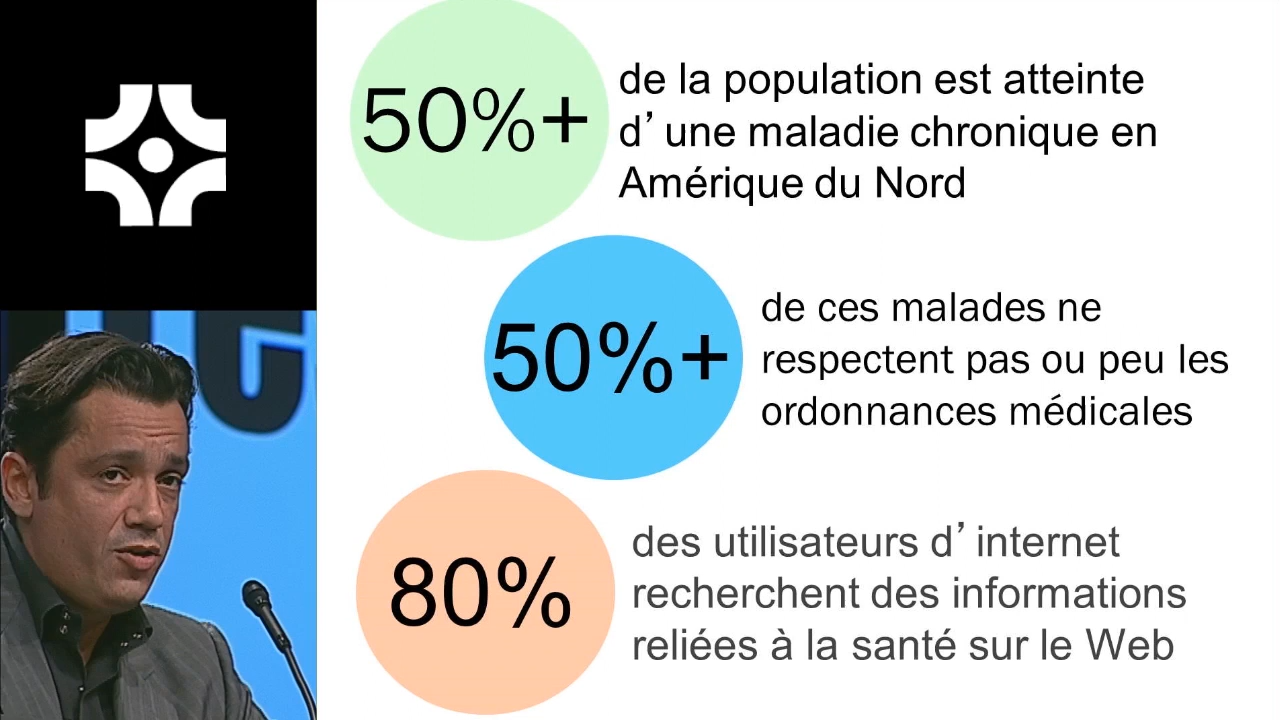 50%+
de la population est atteinte
d’une maladie chronique en
Amérique du Nord
50%+
de ces malades ne
respectent pas ou peu les
ordonnances médicales
80%
des utilisateurs d’internet
recherchent des informations
reliées à la santé sur le Web